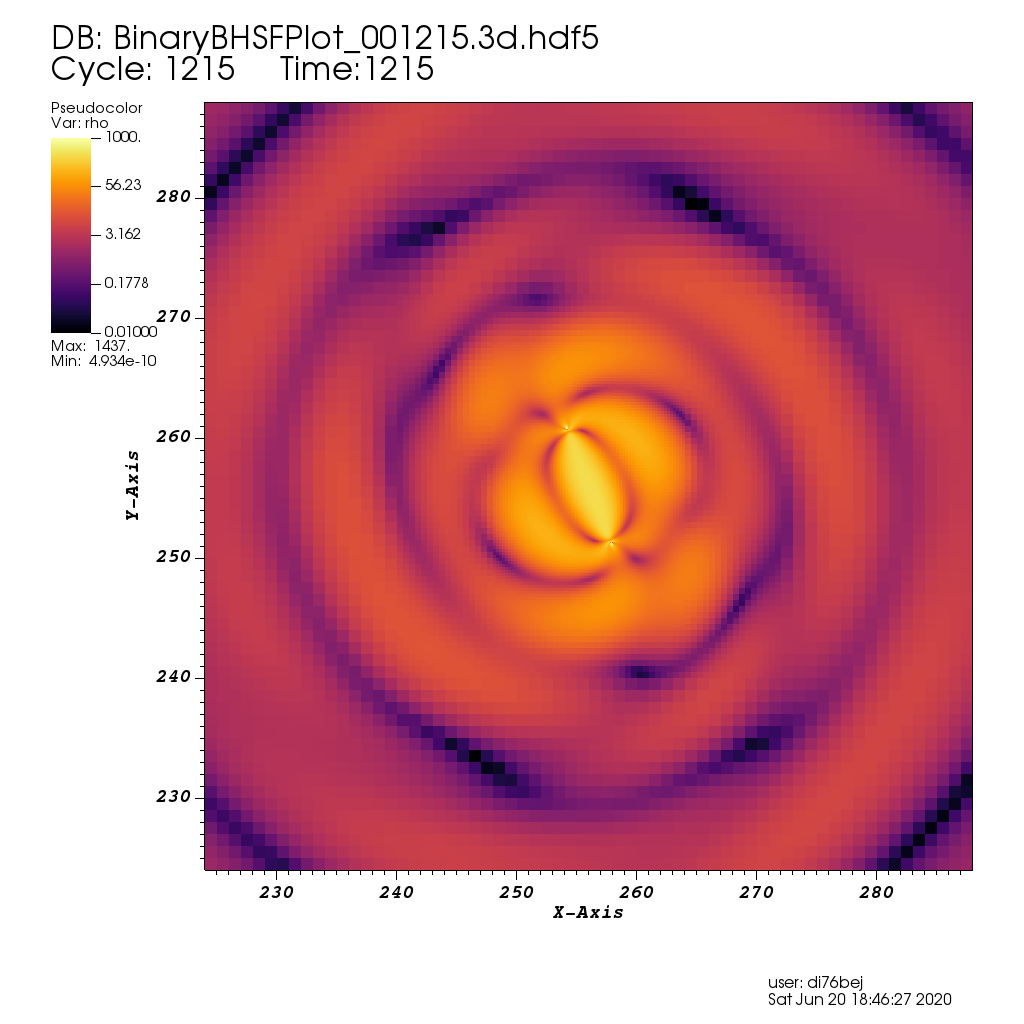 DB: BinaryBHSFPlot_001215.3d.hdf5
Cycle: 1215 Time:1215
Pseudocolor
Var: rho
1000.
56.23
3.162
0.1778
0.01000
Max: 1437.
Min: 4.934e-10
280
270
260
250
240
230
Y-Axis
230 240 250 260 270 280
X-Axis
user: di76bej
Sat Jun 20 18:46:27 2020